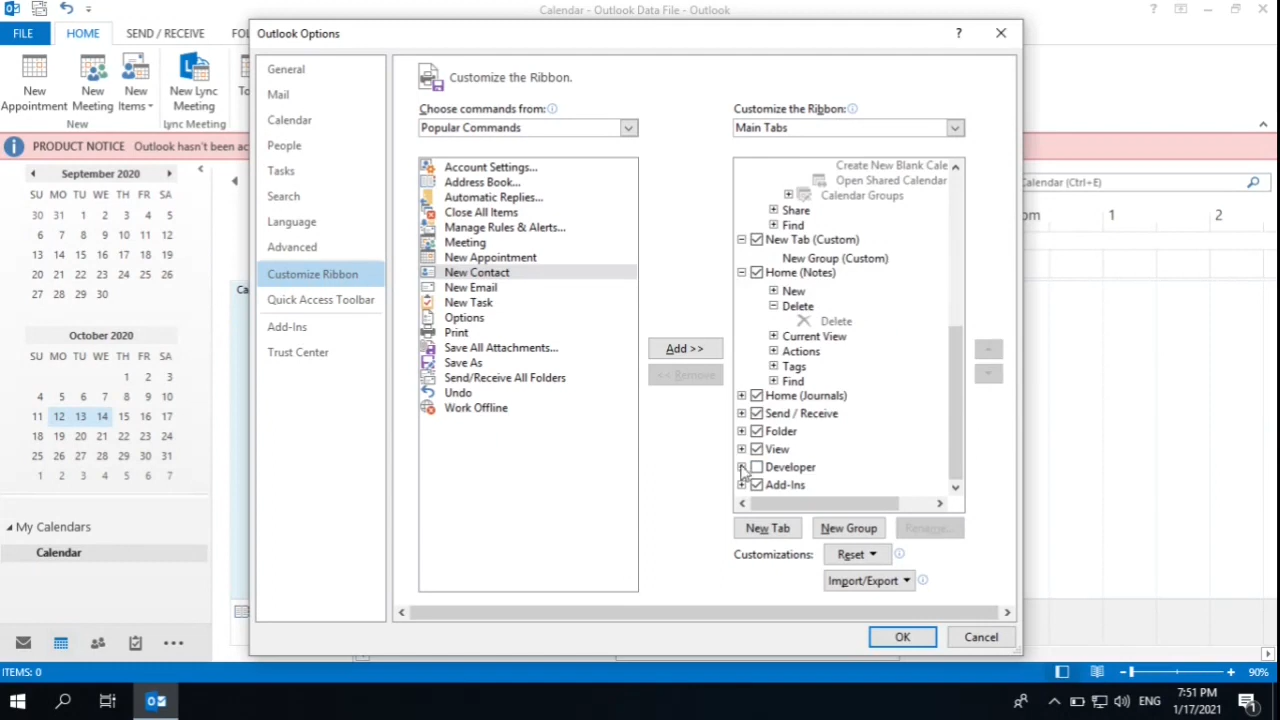 Calendar - Outlook Data File - Outlook
FILE
HOME
SEND / RECEIVE
FOL
New
Appointment
New
Meeting
New
Items
New Lync
Meeting
To
New
Lync Meeting
PRODUCT NOTICE Outlook hasn't been ac
September 2020
SU MO TU WE TH FR SA
30 31 1 2 3 4 5
6 7 8 9 10 11 12
13 14 15 16 17 18 19
20 21 22 23 24 25 26
27 28 29 30
October 2020
SU MO TU WE TH FR SA
1 2 3
4 5 6 7 8 9 10
11 12 13 14 15 16 17
18 19 20 21 22 23 24
25 26 27 28 29 30 31
1 2 3 4 5 6 7
My Calendars
Calendar
Ca
Calendar (Ctrl+E)
pm 1 2
Outlook Options
General
Mail
Calendar
People
Tasks
Search
Language
Advanced
Customize Ribbon
Quick Access Toolbar
Add-Ins
Trust Center
Customize the Ribbon.
Choose commands from:
Popular Commands
Account Settings...
Address Book...
Automatic Replies...
Close All Items
Manage Rules & Alerts...
Meeting
New Appointment
New Contact
New Email
New Task
Options
Print
Save All Attachments...
Save As
Send/Receive All Folders
Undo
Work Offline
Add >>
<< Remove
Customize the Ribbon:
Main Tabs
Create New Blank Cale
Open Shared Calendar
Calendar Groups
Share
Find
New Tab (Custom)
New Group (Custom)
Home (Notes)
New
Delete
Delete
Current View
Actions
Tags
Find
Home (Journals)
Send / Receive
Folder
View
Developer
Add-Ins
New Tab
New Group
Rename...
Customizations:
Reset
Import/Export
OK
Cancel
ITEMS: 0
90%
ENG
7:51 PM
1/17/2021
1